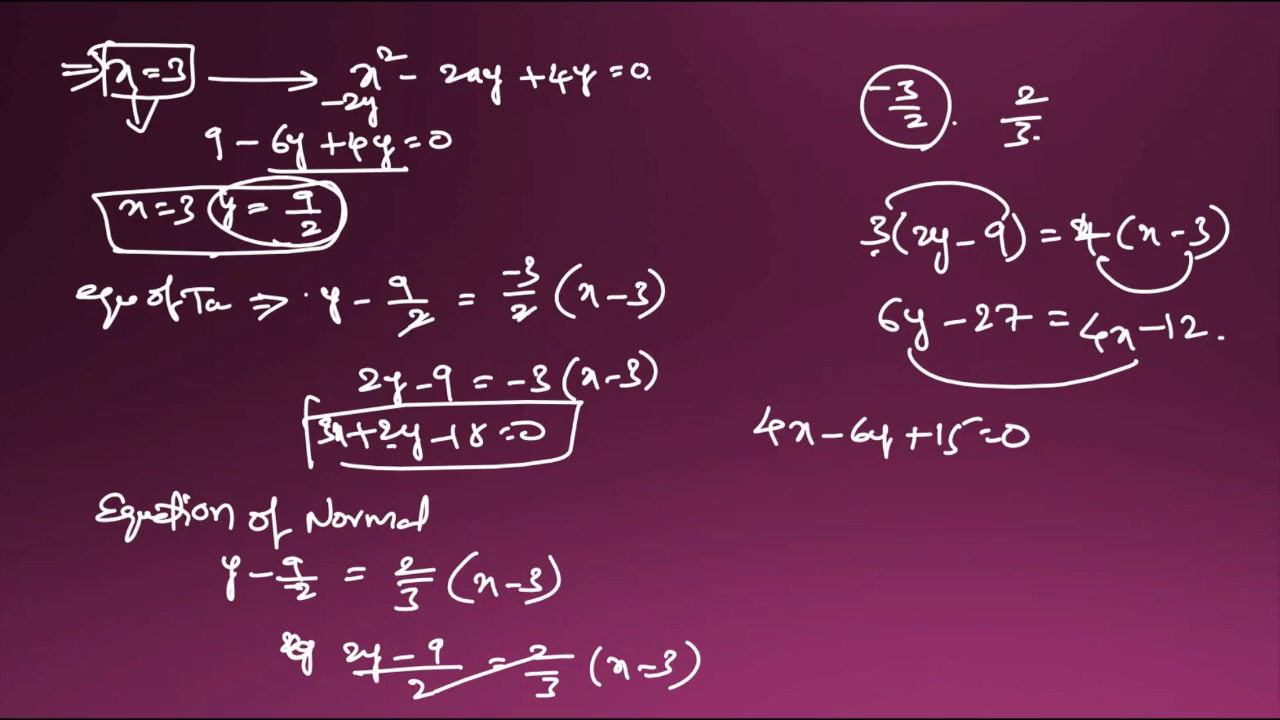 ⇒ x=3 → x² - 2ay + 4y = 0.
-2y
9 - 6y + 4y = 0
x=3 y = 9/2
equ of Ta ⇒ y - 9/2 = -3/2 (x-3)
2y-9 = -3(x-3)
3x+2y-18=0
Equation of Normal
y - 9/2 = 2/3 (x-3)
2y-9/2 = 2/3 (x-3)
-3/2. 2/3.
3(2y-9) = 4(x-3)
6y-27 = 4x-12.
4x-6y+15=0